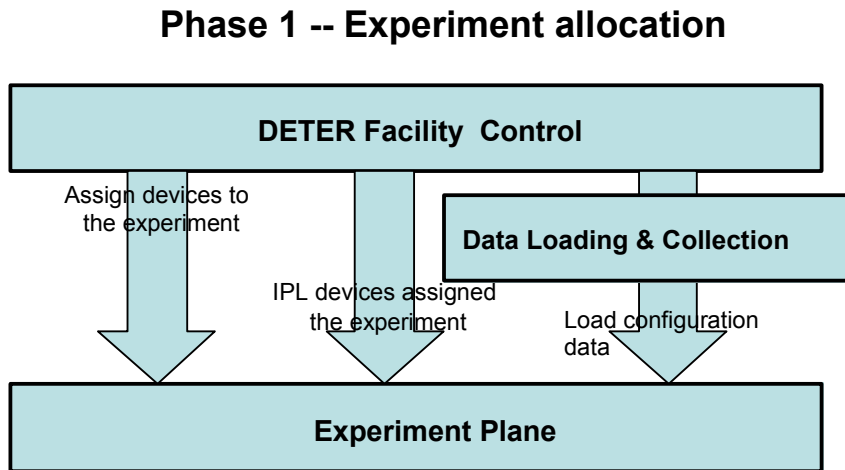 Phase 1 -- Experiment allocation
DETER Facility  Control
Assign devices to
the experiment
Data Loading & Collection
IPL devices assigned
the experiment
Load configuration
data
Experiment Plane